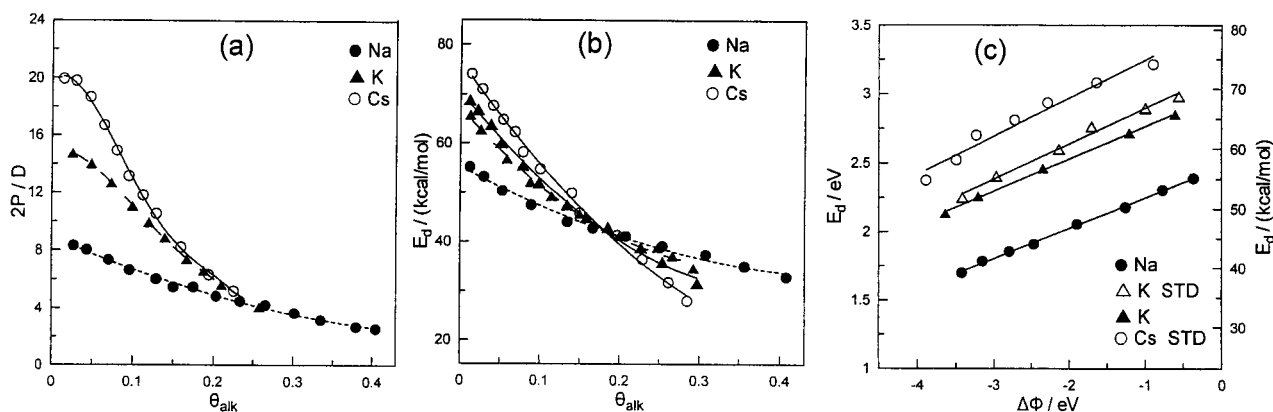 (a)
Na
K
Cs
2P / D
24
20
16
12
8
4
0
0 0.1 0.2 0.3 0.4
θalk
(b)
Na
K
Cs
E_d / (kcal/mol)
80
60
40
20
0 0.1 0.2 0.3 0.4
θalk
(c)
E_d / eV
3.5
3
2.5
2
1.5
1
80
70
60
50
40
30
E_d / (kcal/mol)
Na
K STD
K
Cs STD
-4 -3 -2 -1 0
ΔΦ / eV